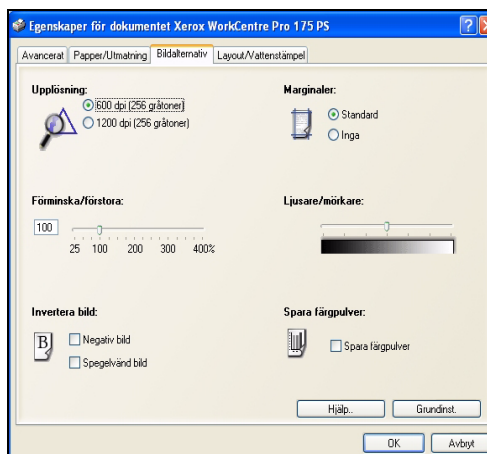 Egenskaper för dokumentet Xerox WorkCentre Pro 175 PS
Avancerat Papper/Utmatning Bildalternativ Layout/Vattenstämpel
Upplösning:
600 dpi (256 gråtoner)
1200 dpi (256 gråtoner)
Marginaler:
Standard
Inga
Förminska/förstora:
100
25 100 200 300 400%
Ljusare/mörkare:
Invertera bild:
B
Negativ bild
Spegelvänd bild
Spara färgpulver:
Spara färgpulver
Hjälp.. Grundinst.
OK Avbryt